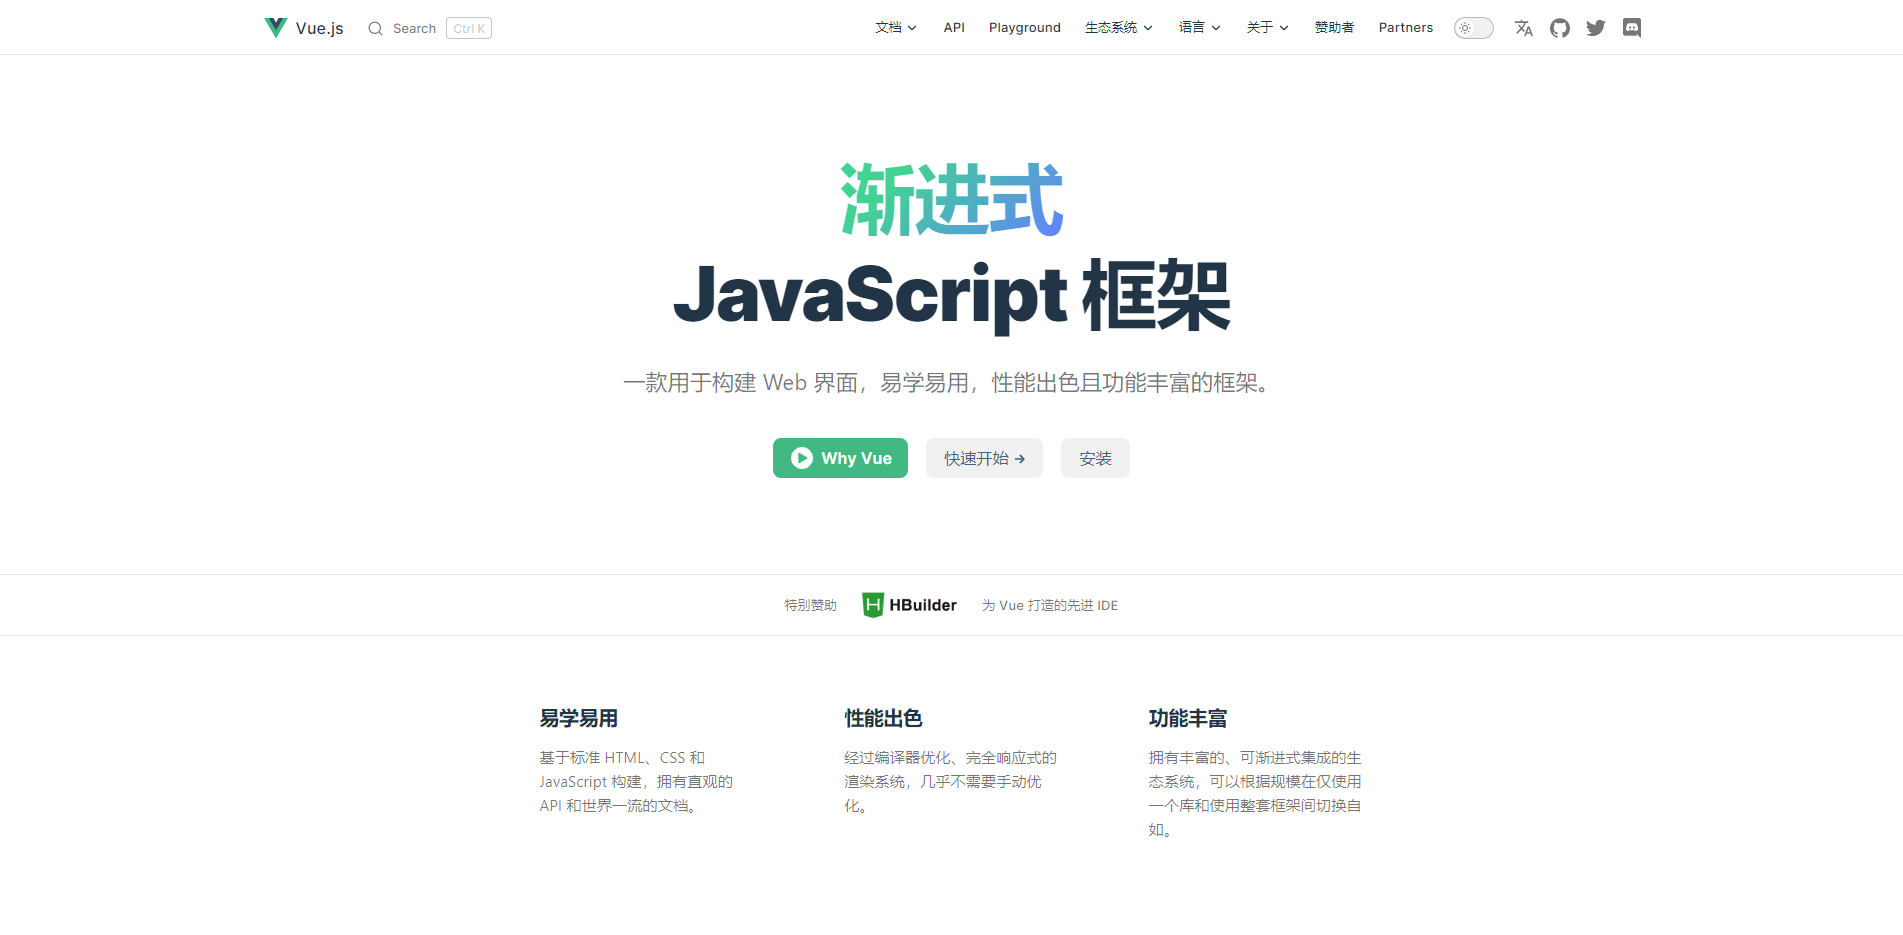 Vue.js Search Ctrl K 文档 API Playground 生态系统 语言 关于 赞助者 Partners
渐进式
JavaScript 框架
一款用于构建 Web 界面，易学易用，性能出色且功能丰富的框架。
Why Vue 快速开始 → 安装
特别赞助 HBuilder 为 Vue 打造的先进 IDE
易学易用
基于标准 HTML、CSS 和
JavaScript 构建，拥有直观的
API 和世界一流的文档。
性能出色
经过编译器优化、完全响应式的
渲染系统，几乎不需要手动优
化。
功能丰富
拥有丰富的、可渐进式集成的生
态系统，可以根据规模在仅使用
一个库和使用整套框架间切换自
如。